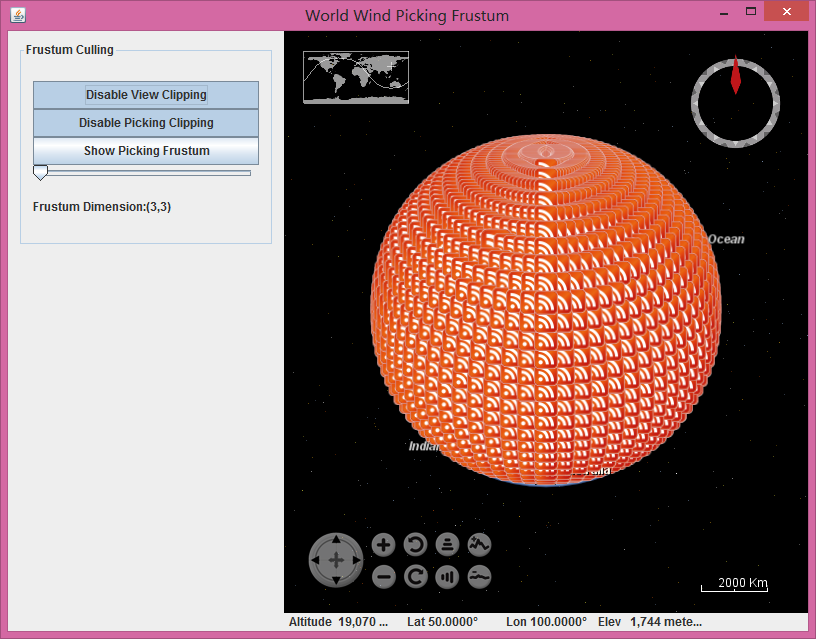 World Wind Picking Frustum
Frustum Culling
Disable View Clipping
Disable Picking Clipping
Show Picking Frustum
Frustum Dimension:(3,3)
Ocean
2000 Km
Altitude 19,070 ... Lat 50.0000° Lon 100.0000° Elev 1,744 mete...